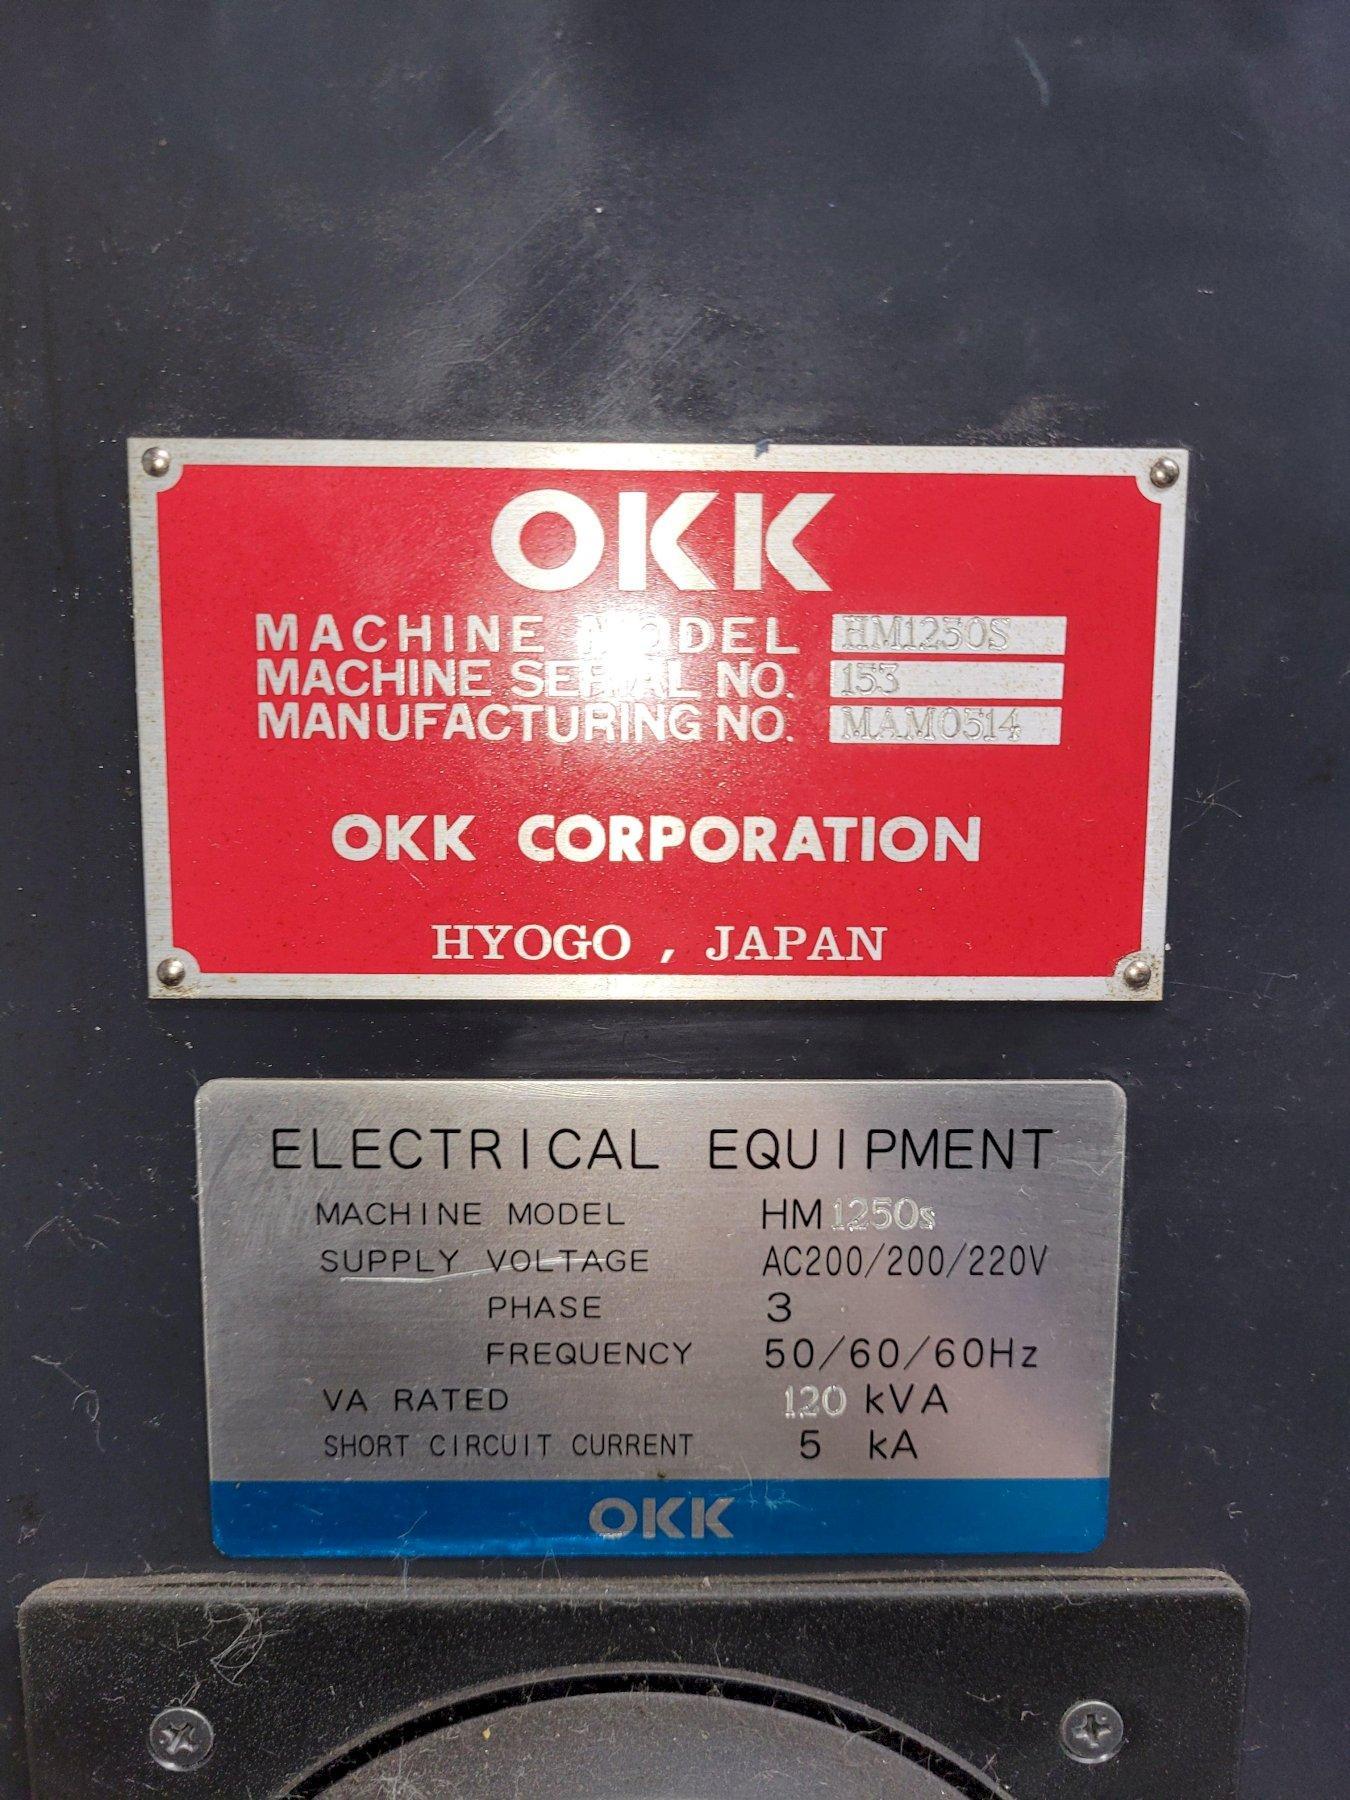 OKK
MACHINE MODEL HM1250S
MACHINE SERIAL NO. 153
MANUFACTURING NO. MAM0514
OKK CORPORATION
HYOGO , JAPAN
ELECTRICAL EQUIPMENT
MACHINE MODEL HM1250s
SUPPLY VOLTAGE AC200/200/220V
PHASE 3
FREQUENCY 50/60/60Hz
VA RATED 120 kVA
SHORT CIRCUIT CURRENT 5 kA
OKK